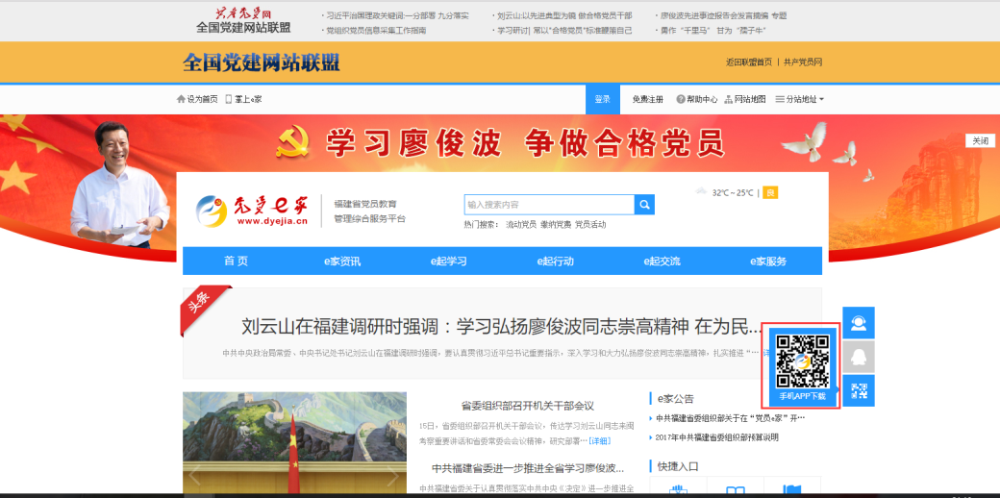 共产党员网
全国党建网站联盟
· 习近平治国理政关键词:一分部署 九分落实
· 刘云山:以先进典型为镜 做合格党员干部
· 廖俊波先进事迹报告会发言摘编 专题
· 党组织党员信息采集工作指南
· 学习研讨| 常以"合格党员"标准鞭策自己
· 勇作“千里马” 甘为“孺子牛”
全国党建网站联盟
返回联盟首页 | 共产党员网
设为首页 掌上e家
登录 免费注册 帮助中心 网站地图 分站地址
学习廖俊波 争做合格党员
关闭
党员e家
www.dyejia.cn
福建省党员教育
管理综合服务平台
输入搜索内容
热门搜索: 流动党员 缴纳党费 党员活动
32℃~25℃ |
首 页 e家资讯 e起学习 e起行动 e起交流 e家服务
头条
刘云山在福建调研时强调：学习弘扬廖俊波同志崇高精神 在为民...
中共中央政治局常委、中央书记处书记刘云山在福建调研时强调，要认真贯彻习近平总书记重要指示，深入学习和大力弘扬廖俊波同志崇高精神，扎实推进“…
手机APP下载
省委组织部召开机关干部会议
15日，省委组织部召开机关干部会议，传达学习刘云山同志来闽
考察重要讲话和省委常委会会议精神，研究部署…[详细]
中共福建省委进一步推进全省学习廖俊波...
中共福建省委关于认真贯彻落实中共中央《决定》进一步推进全
e家公告
中共福建省委组织部关于在“党员e家”开…
2017年中共福建省委组织部预算说明
快捷入口